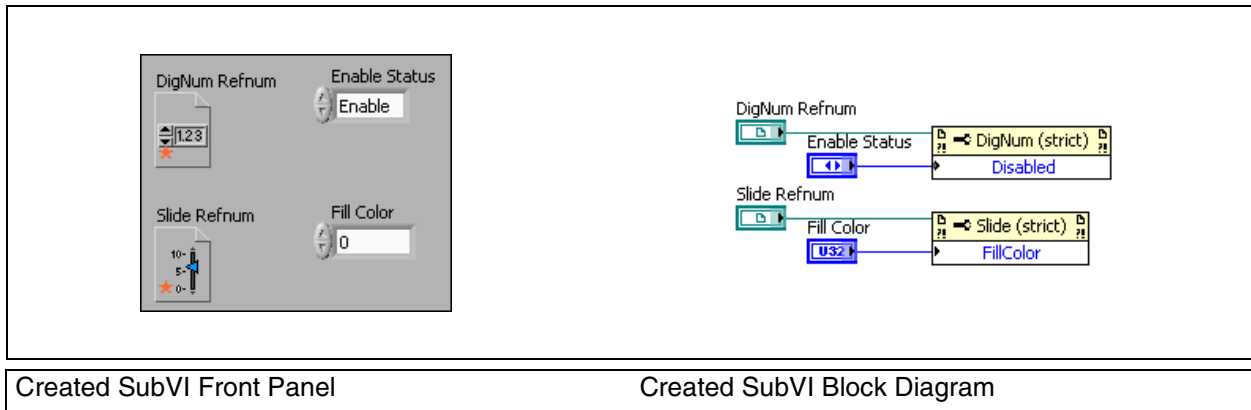 DigNum Refnum
Enable Status
Enable
1.23
Slide Refnum
Fill Color
10-
5-
0-
0
DigNum Refnum
Enable Status
DigNum (strict)
?!
?!
Disabled
Slide Refnum
Fill Color
U32
Slide (strict)
?!
?!
FillColor
Created SubVI Front Panel
Created SubVI Block Diagram